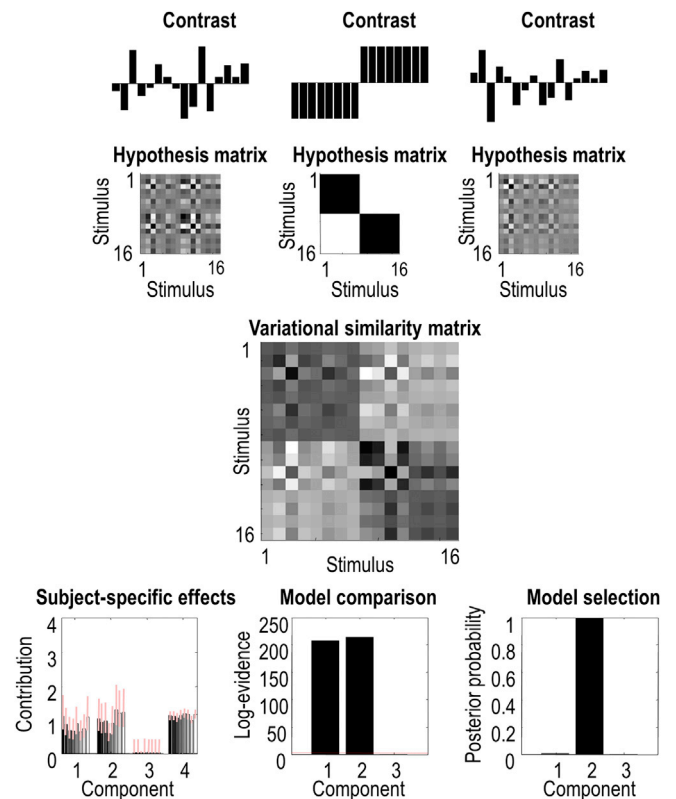 Contrast
Contrast
Contrast
Hypothesis matrix
Hypothesis matrix
Hypothesis matrix
Stimulus
1
16
1
16
Stimulus
Stimulus
1
16
1
16
Stimulus
Stimulus
1
16
1
16
Stimulus
Variational similarity matrix
Stimulus
1
16
1
16
Stimulus
Subject-specific effects
Contribution
4
3
2
1
0
1
2
3
4
Component
Model comparison
Log-evidence
250
200
150
100
50
0
1
2
3
Component
Model selection
Posterior probability
1
0.8
0.6
0.4
0.2
0
1
2
3
Component